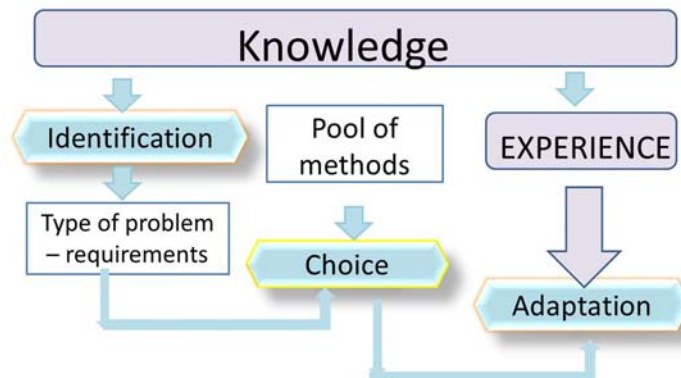 Knowledge
Identification
Pool of
methods
EXPERIENCE
Type of problem
– requirements
Choice
Adaptation